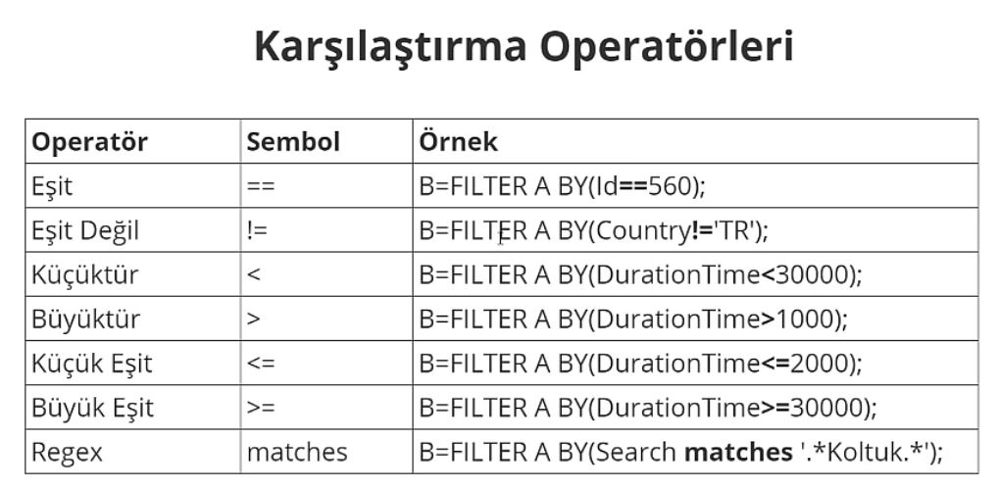 Karşılaştırma Operatörleri
Operatör Sembol Örnek
Eşit == B=FILTER A BY(Id==560);
Eşit Değil != B=FILTER A BY(Country!='TR');
Küçüktür < B=FILTER A BY(DurationTime<30000);
Büyüktür > B=FILTER A BY(DurationTime>1000);
Küçük Eşit <= B=FILTER A BY(DurationTime<=2000);
Büyük Eşit >= B=FILTER A BY(DurationTime>=30000);
Regex matches B=FILTER A BY(Search matches '.*Koltuk.*');